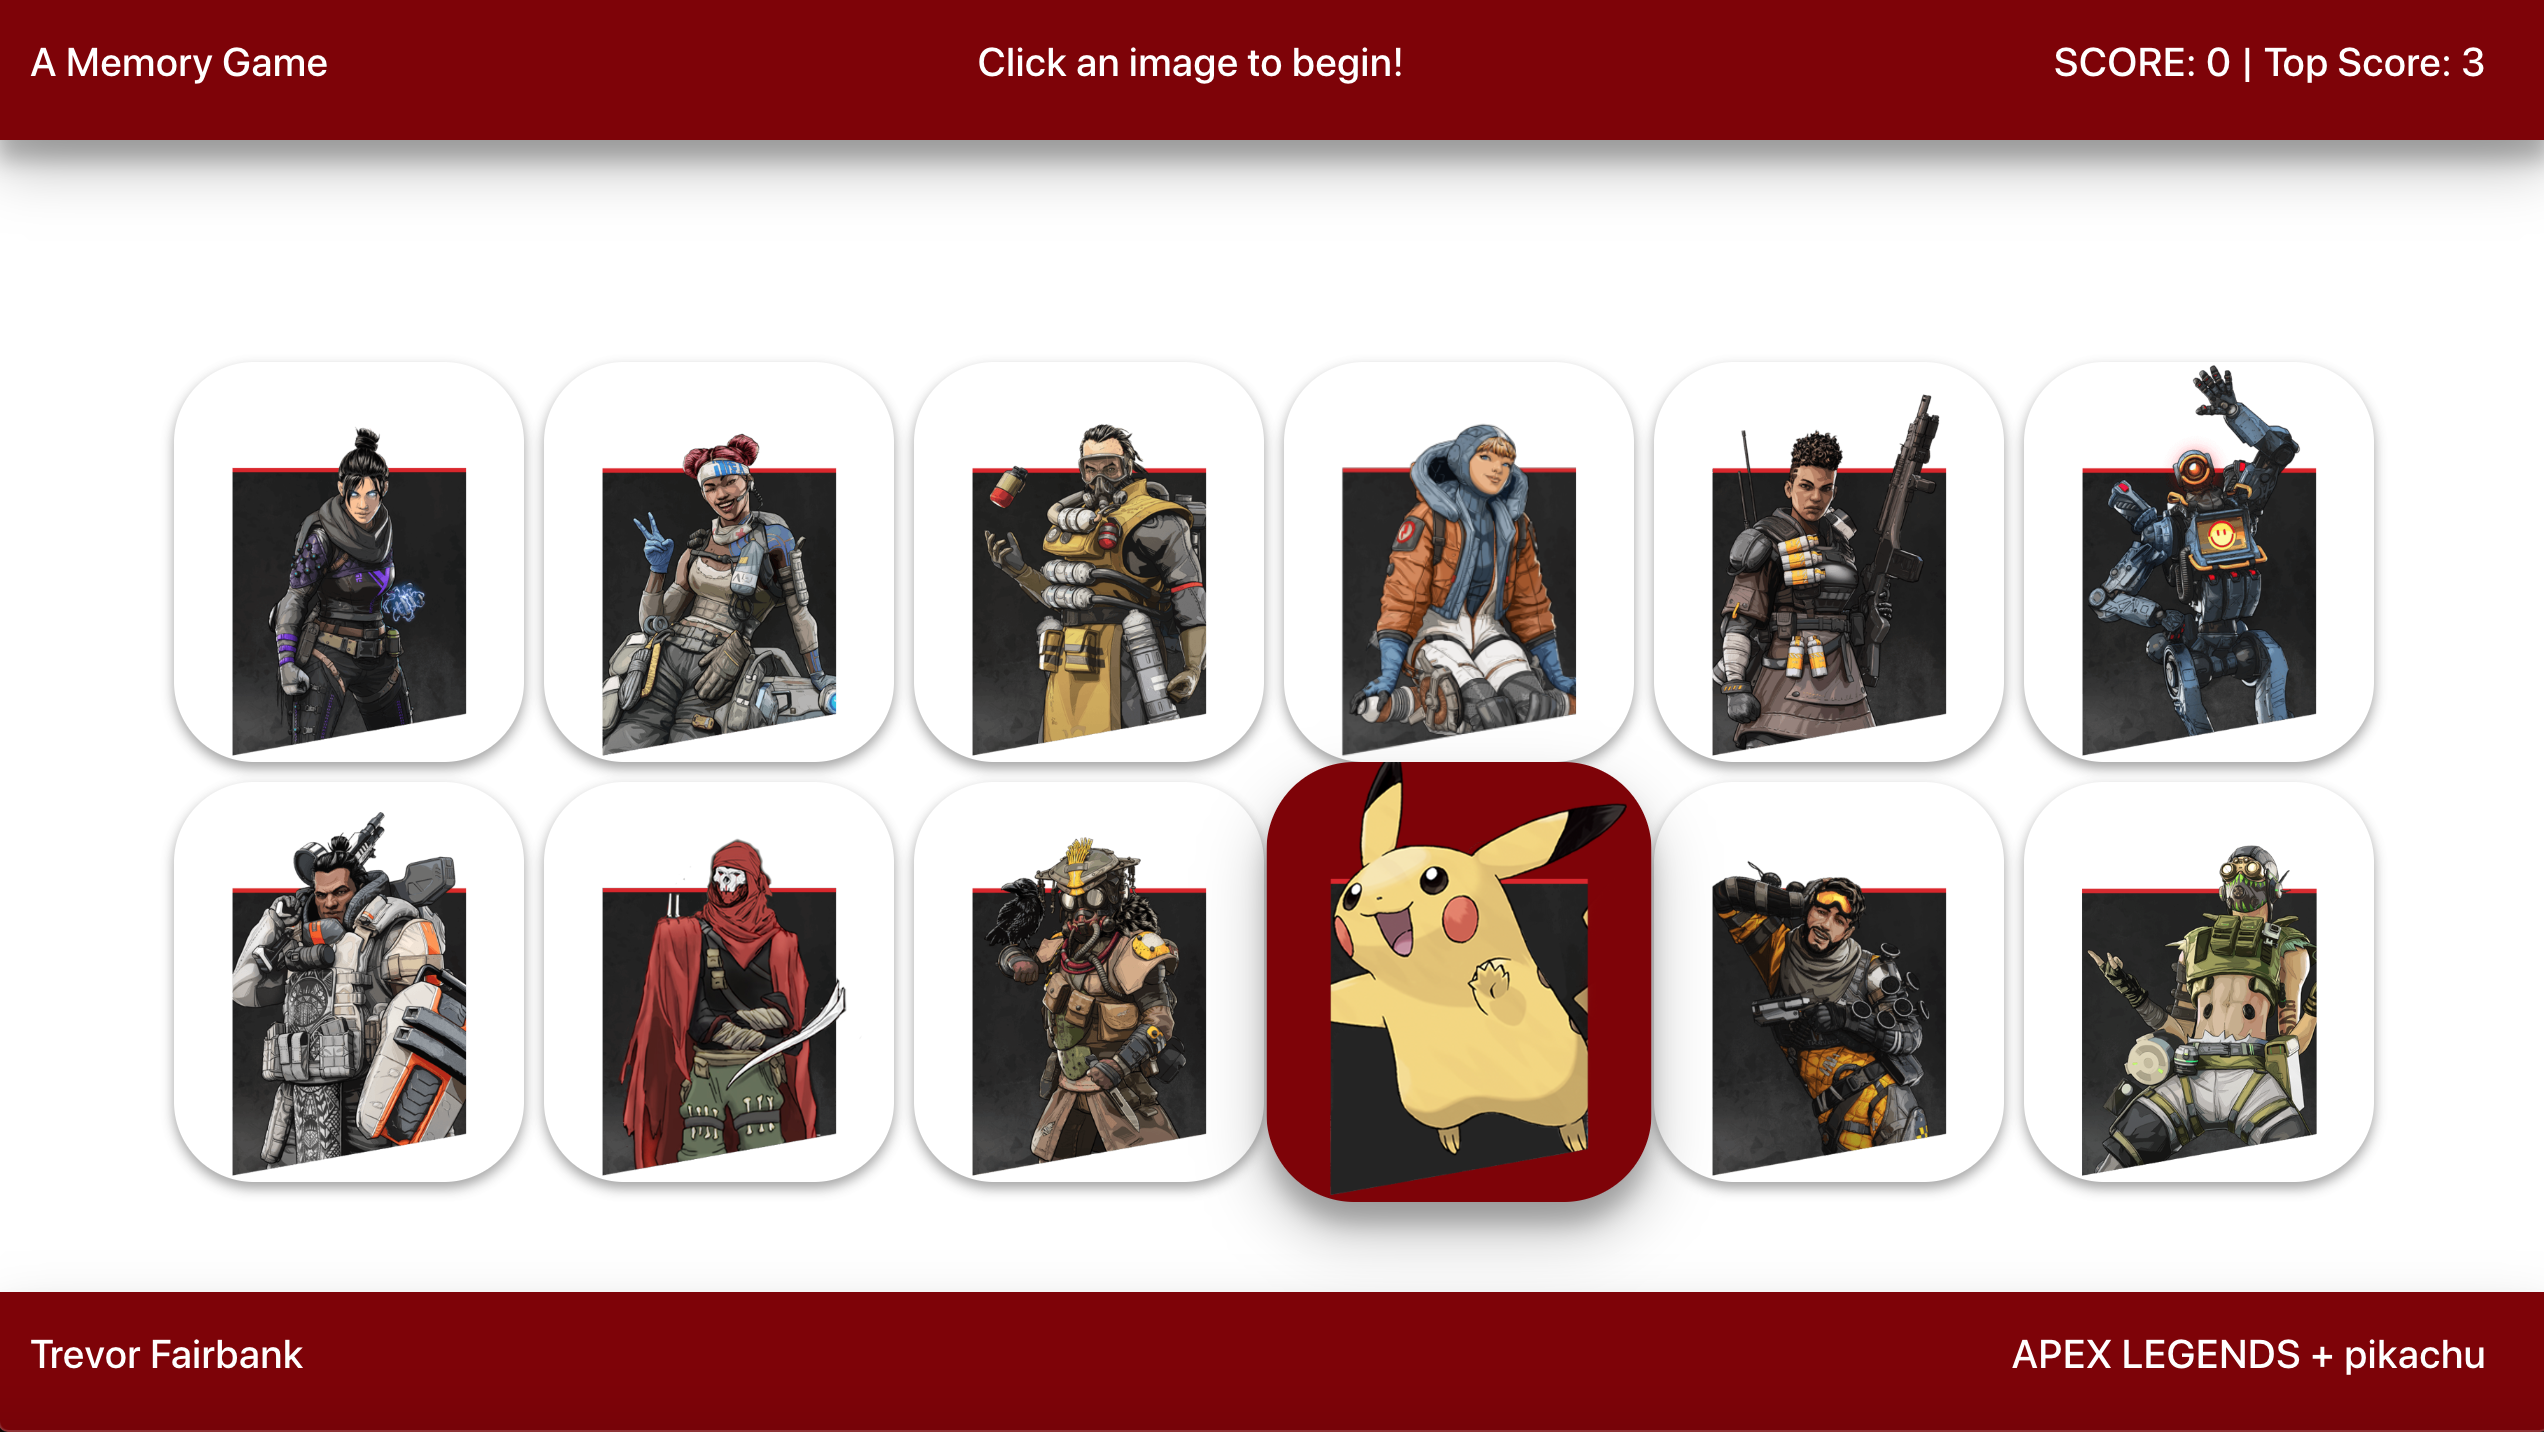 A Memory Game
Click an image to begin!
SCORE: 0 | Top Score: 3
Trevor Fairbank
APEX LEGENDS + pikachu